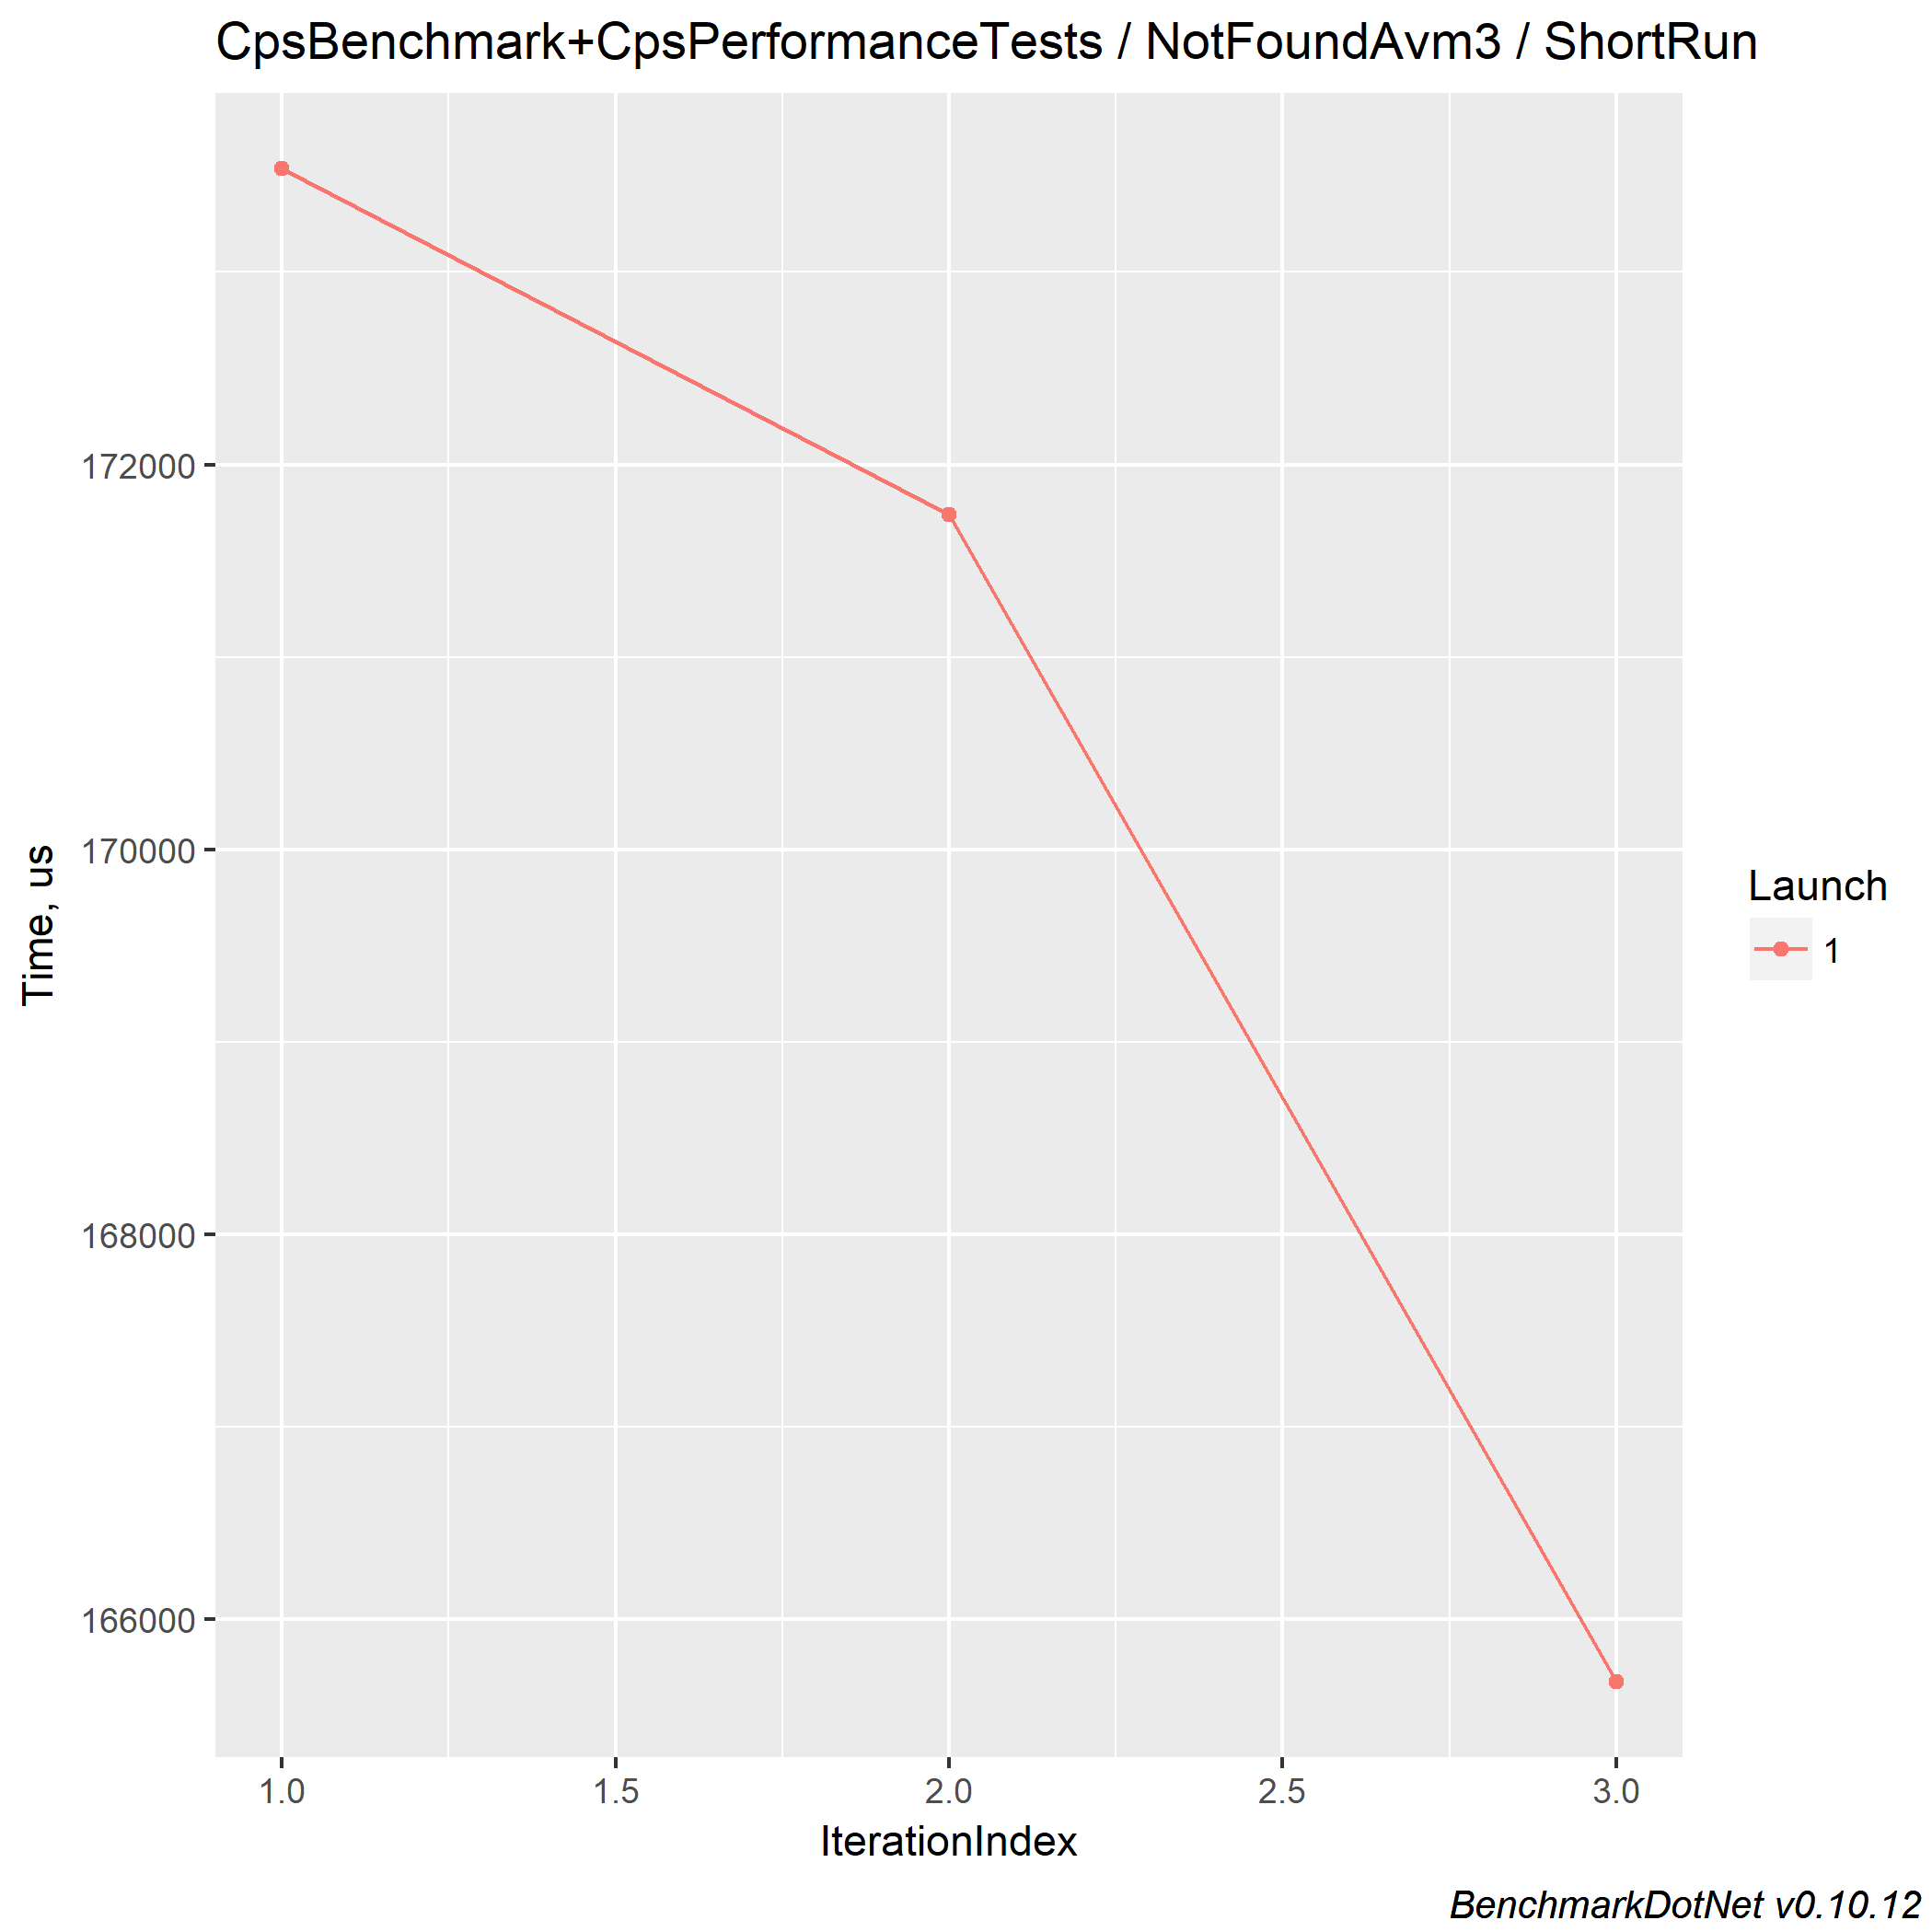 CpsBenchmark+CpsPerformanceTests / NotFoundAvm3 / ShortRun
172000
170000
168000
166000
Time, us
1.0 1.5 2.0 2.5 3.0
IterationIndex
Launch
1
BenchmarkDotNet v0.10.12